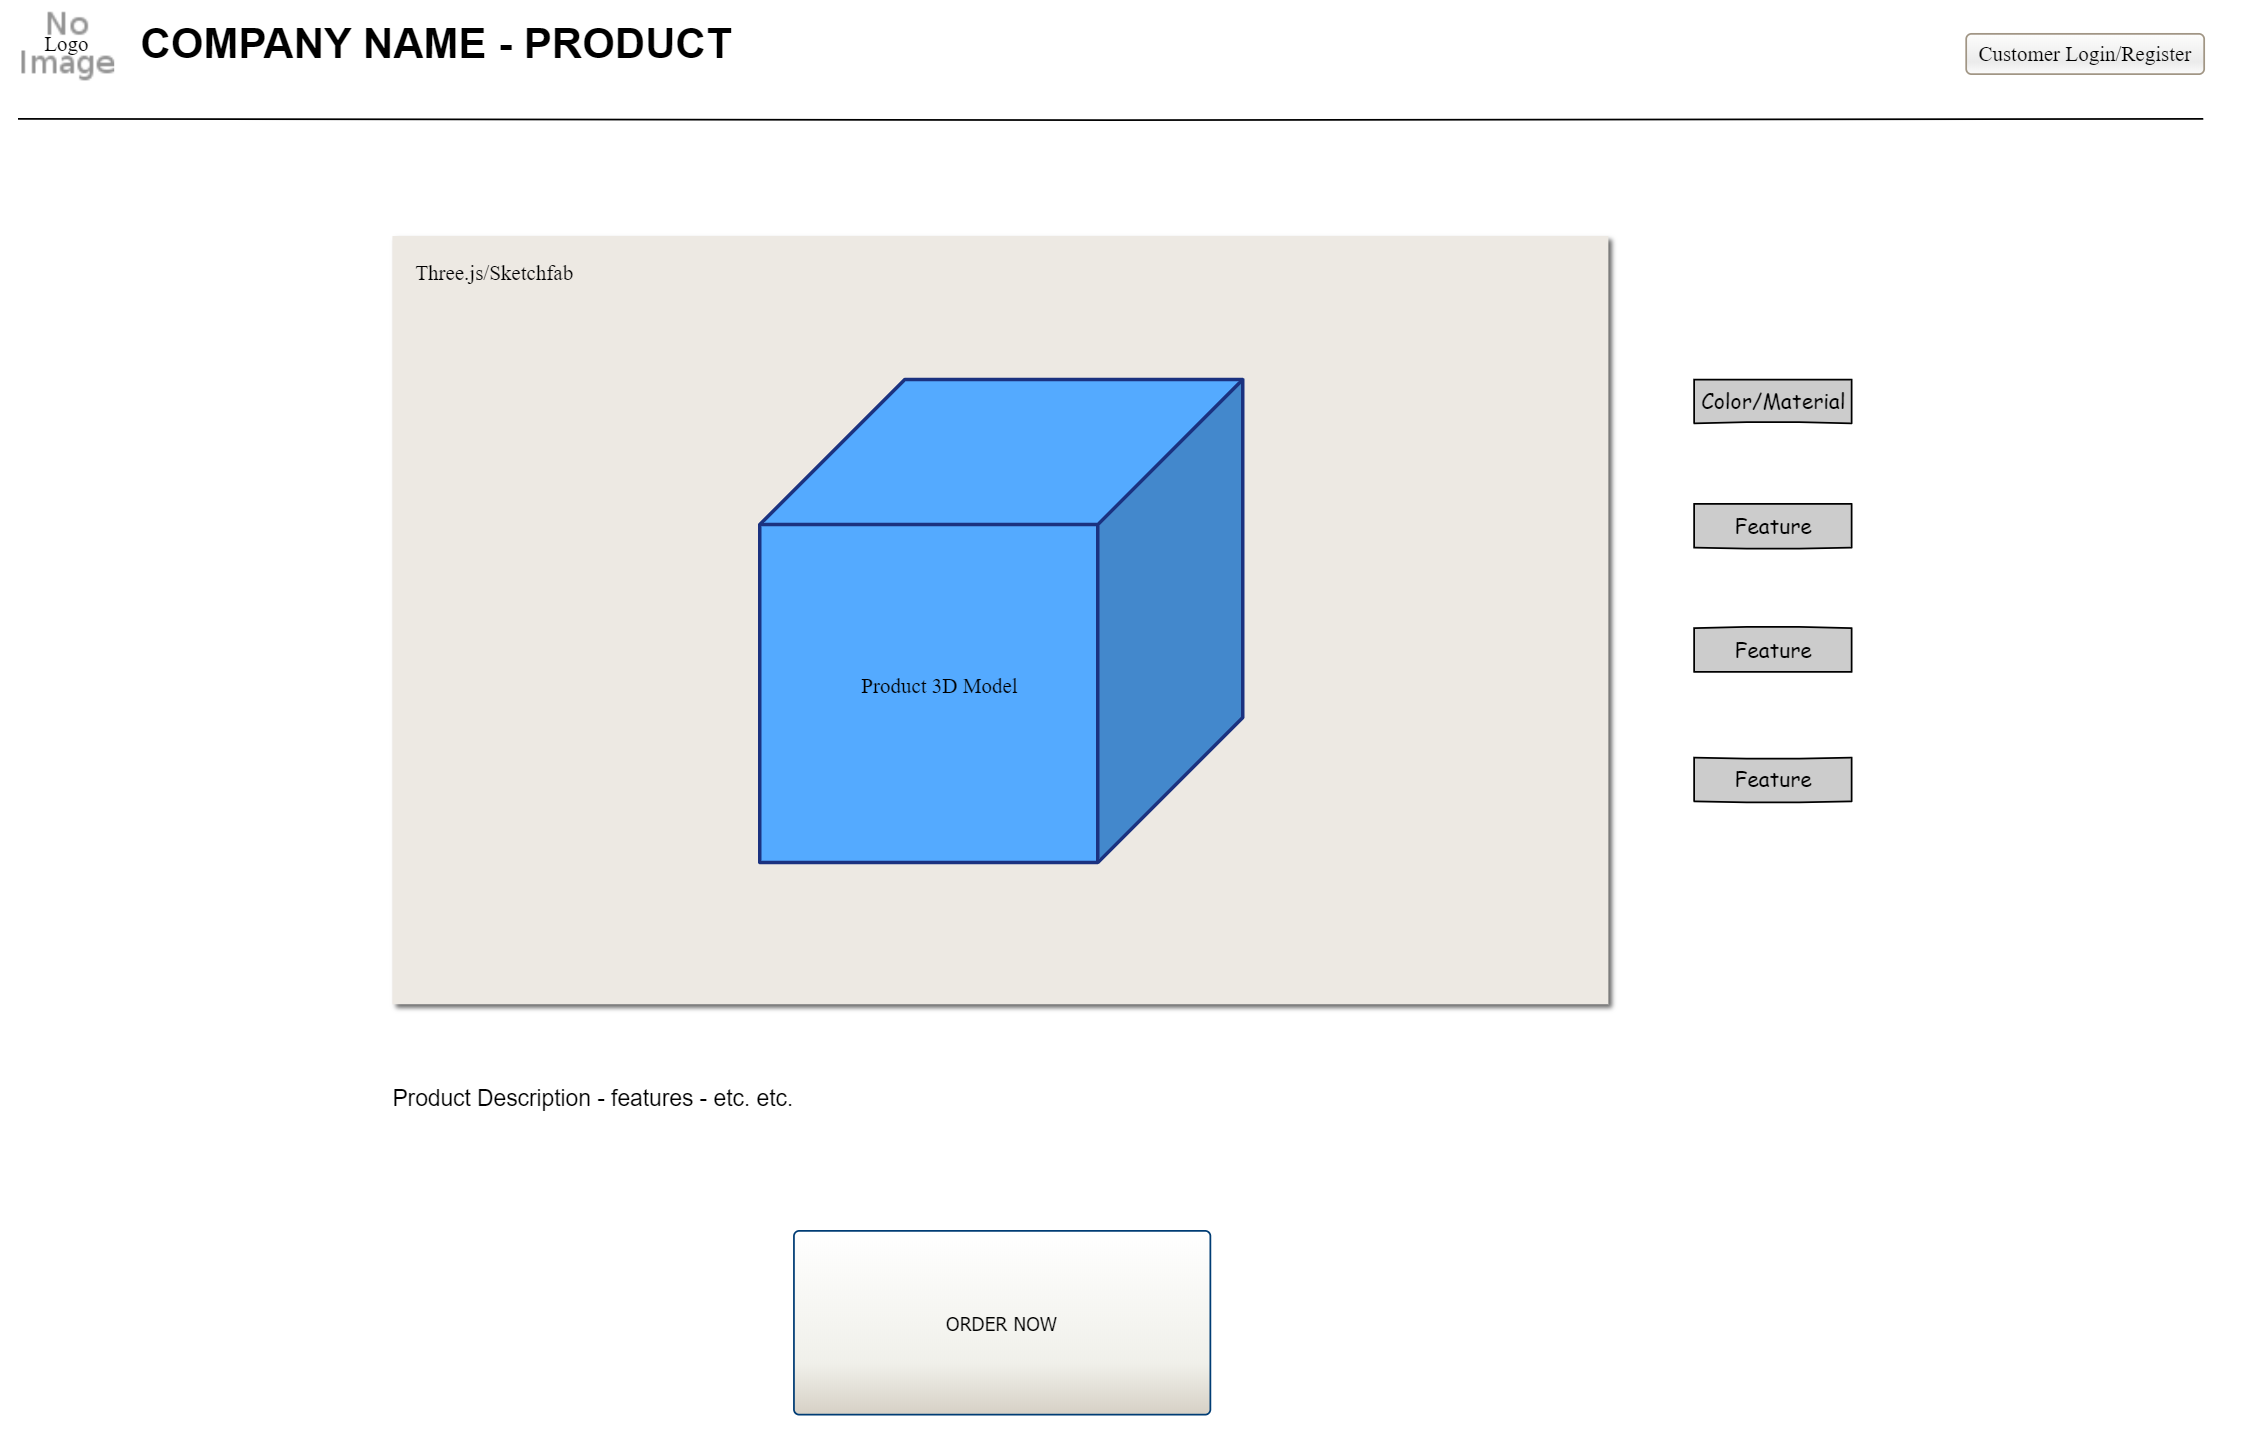 No
Logo
Image
COMPANY NAME - PRODUCT
Customer Login/Register
Three.js/Sketchfab
Color/Material
Feature
Feature
Product 3D Model
Feature
Product Description - features - etc. etc.
ORDER NOW